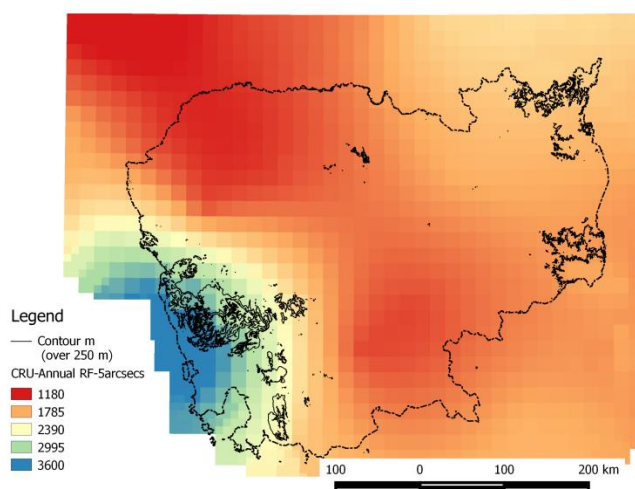 Legend
Contour m
(over 250 m)
CRU-Annual RF-5arcsecs
1180
1785
2390
2995
3600
100 0 100 200 km